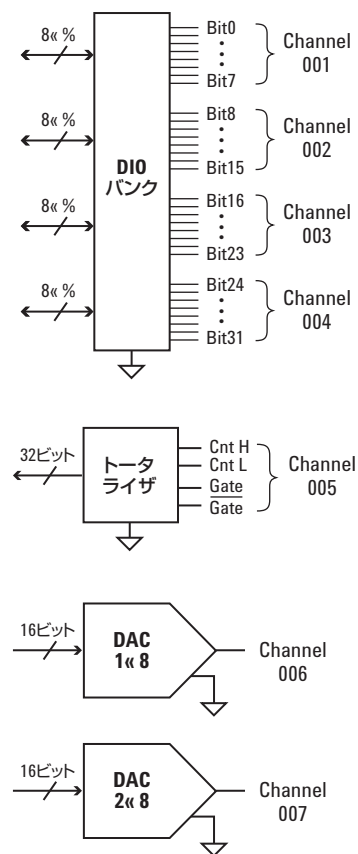 8« %
Bit0
Bit7
Channel
001
8« %
Bit8
Bit15
Channel
002
DIO
バンク
8« %
Bit16
Bit23
Channel
003
8« %
Bit24
Bit31
Channel
004
32ビット
トータ
ライザ
Cnt H
Cnt L
Gate
Gate
Channel
005
16ビット
DAC
1« 8
Channel
006
16ビット
DAC
2« 8
Channel
007